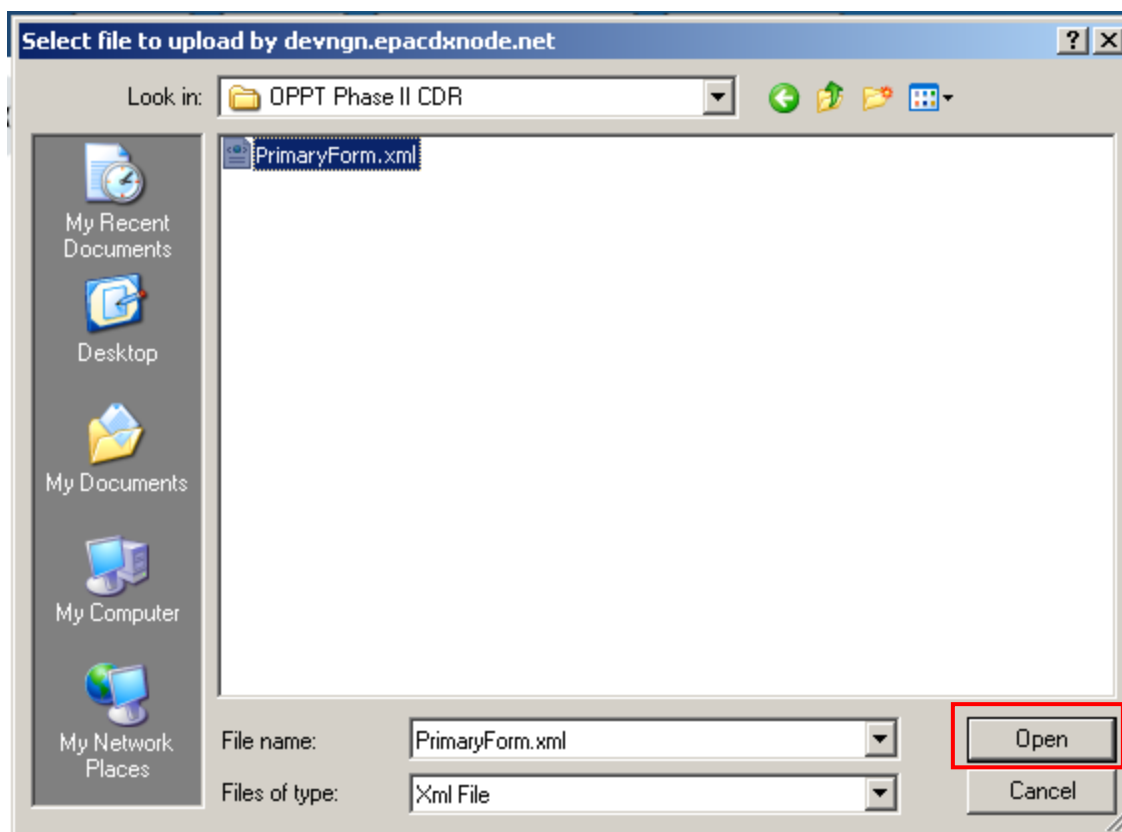 Select file to upload by devngn.epacdxnode.net
Look in:
OPPT Phase II CDR
PrimaryForm.xml
My Recent
Documents
Desktop
My Documents
My Computer
My Network
Places
File name:
PrimaryForm.xml
Open
Files of type:
Xml File
Cancel